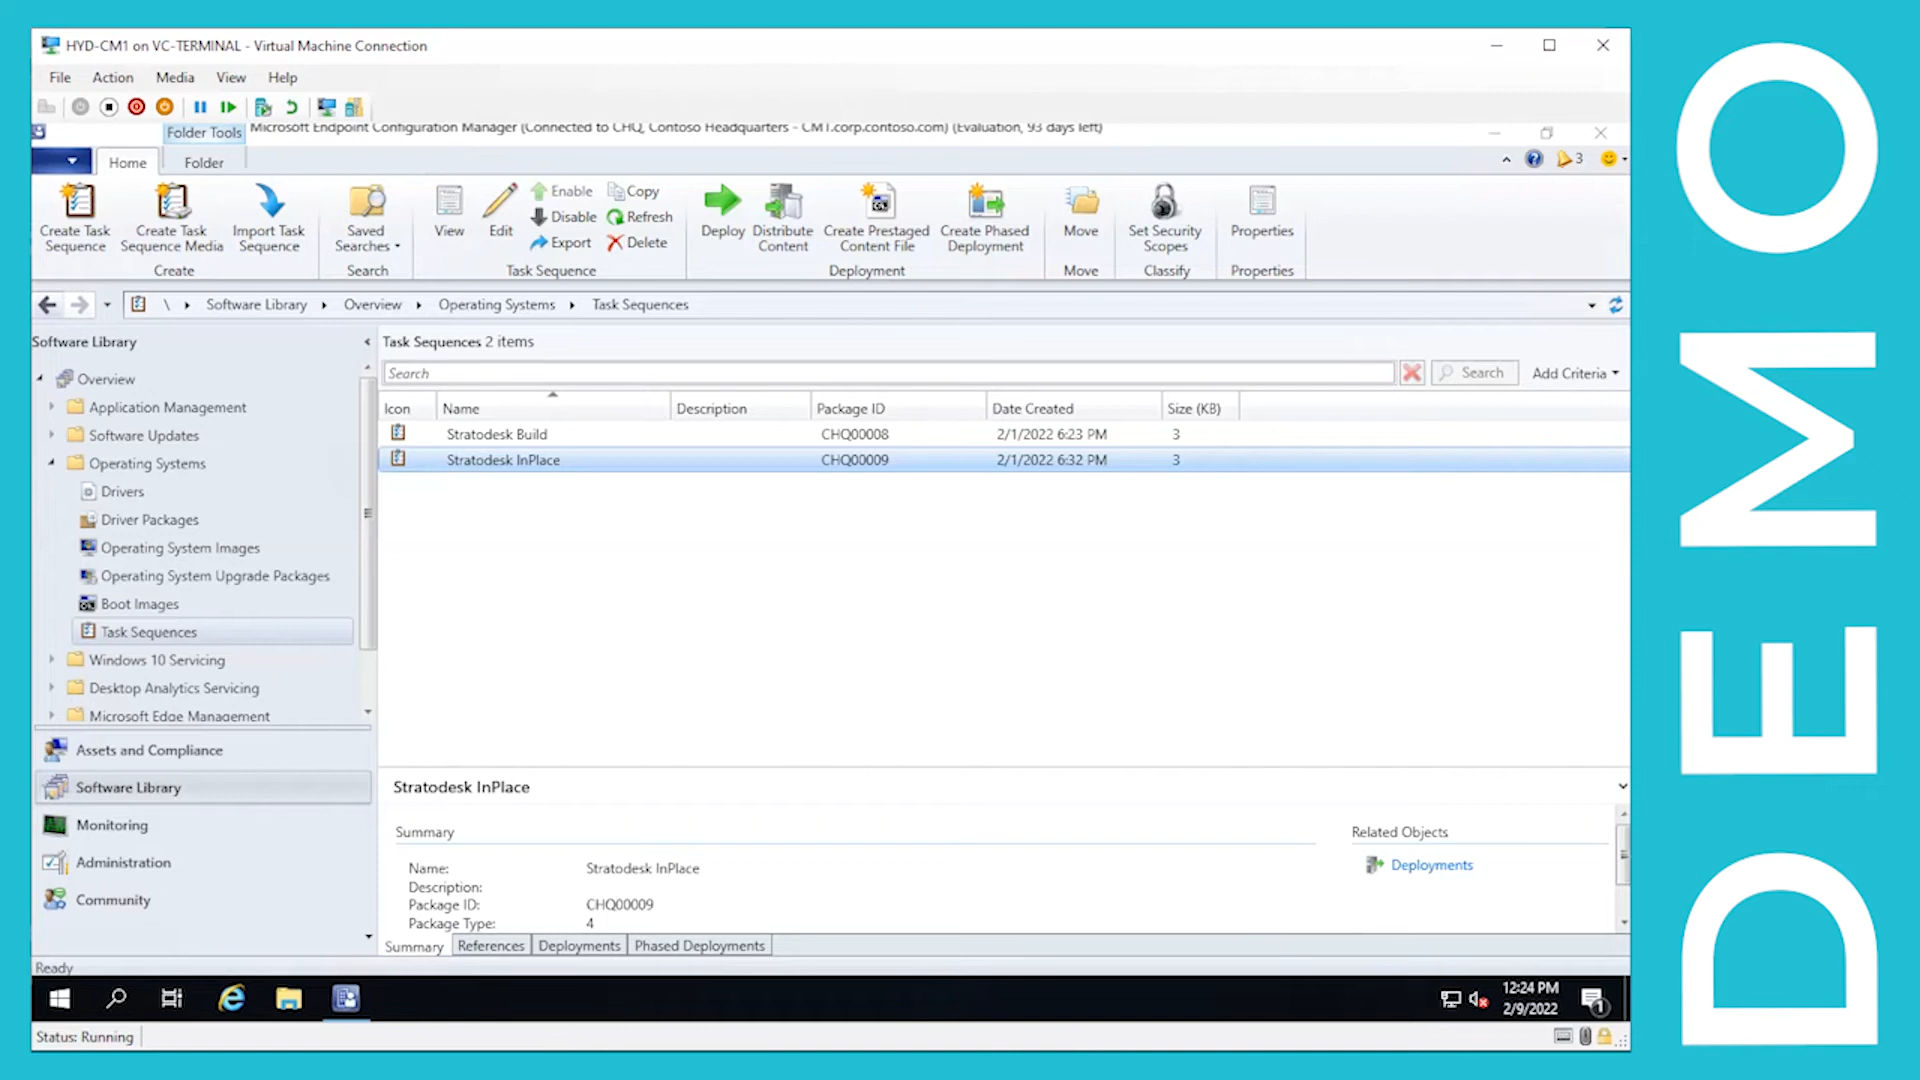 HYD-CM1 on VC-TERMINAL - Virtual Machine Connection
File Action Media View Help
Folder Tools Microsoft Endpoint Configuration Manager (Connected to CHQ, Contoso Headquarters - CM1.corp.contoso.com) (Evaluation, 93 days left)
Home Folder
3
Create Task Sequence
Create Task Sequence Media
Import Task Sequence
Create
Saved Searches
Search
View
Edit
Enable
Disable
Export
Copy
Refresh
Delete
Task Sequence
Deploy
Distribute Content
Create Prestaged Content File
Create Phased Deployment
Deployment
Move
Move
Set Security Scopes
Classify
Properties
Properties
\ Software Library Overview Operating Systems Task Sequences
Software Library
Overview
Application Management
Software Updates
Operating Systems
Drivers
Driver Packages
Operating System Images
Operating System Upgrade Packages
Boot Images
Task Sequences
Windows 10 Servicing
Desktop Analytics Servicing
Microsoft Edge Management
Assets and Compliance
Software Library
Monitoring
Administration
Community
Task Sequences 2 items
Search
Search Add Criteria
Icon Name Description Package ID Date Created Size (KB)
Stratodesk Build CHQ00008 2/1/2022 6:23 PM 3
Stratodesk InPlace CHQ00009 2/1/2022 6:32 PM 3
Stratodesk InPlace
Summary
Name: Stratodesk InPlace
Description:
Package ID: CHQ00009
Package Type: 4
Related Objects
Deployments
Summary References Deployments Phased Deployments
Ready
12:24 PM
2/9/2022
1
Status: Running
DEMO